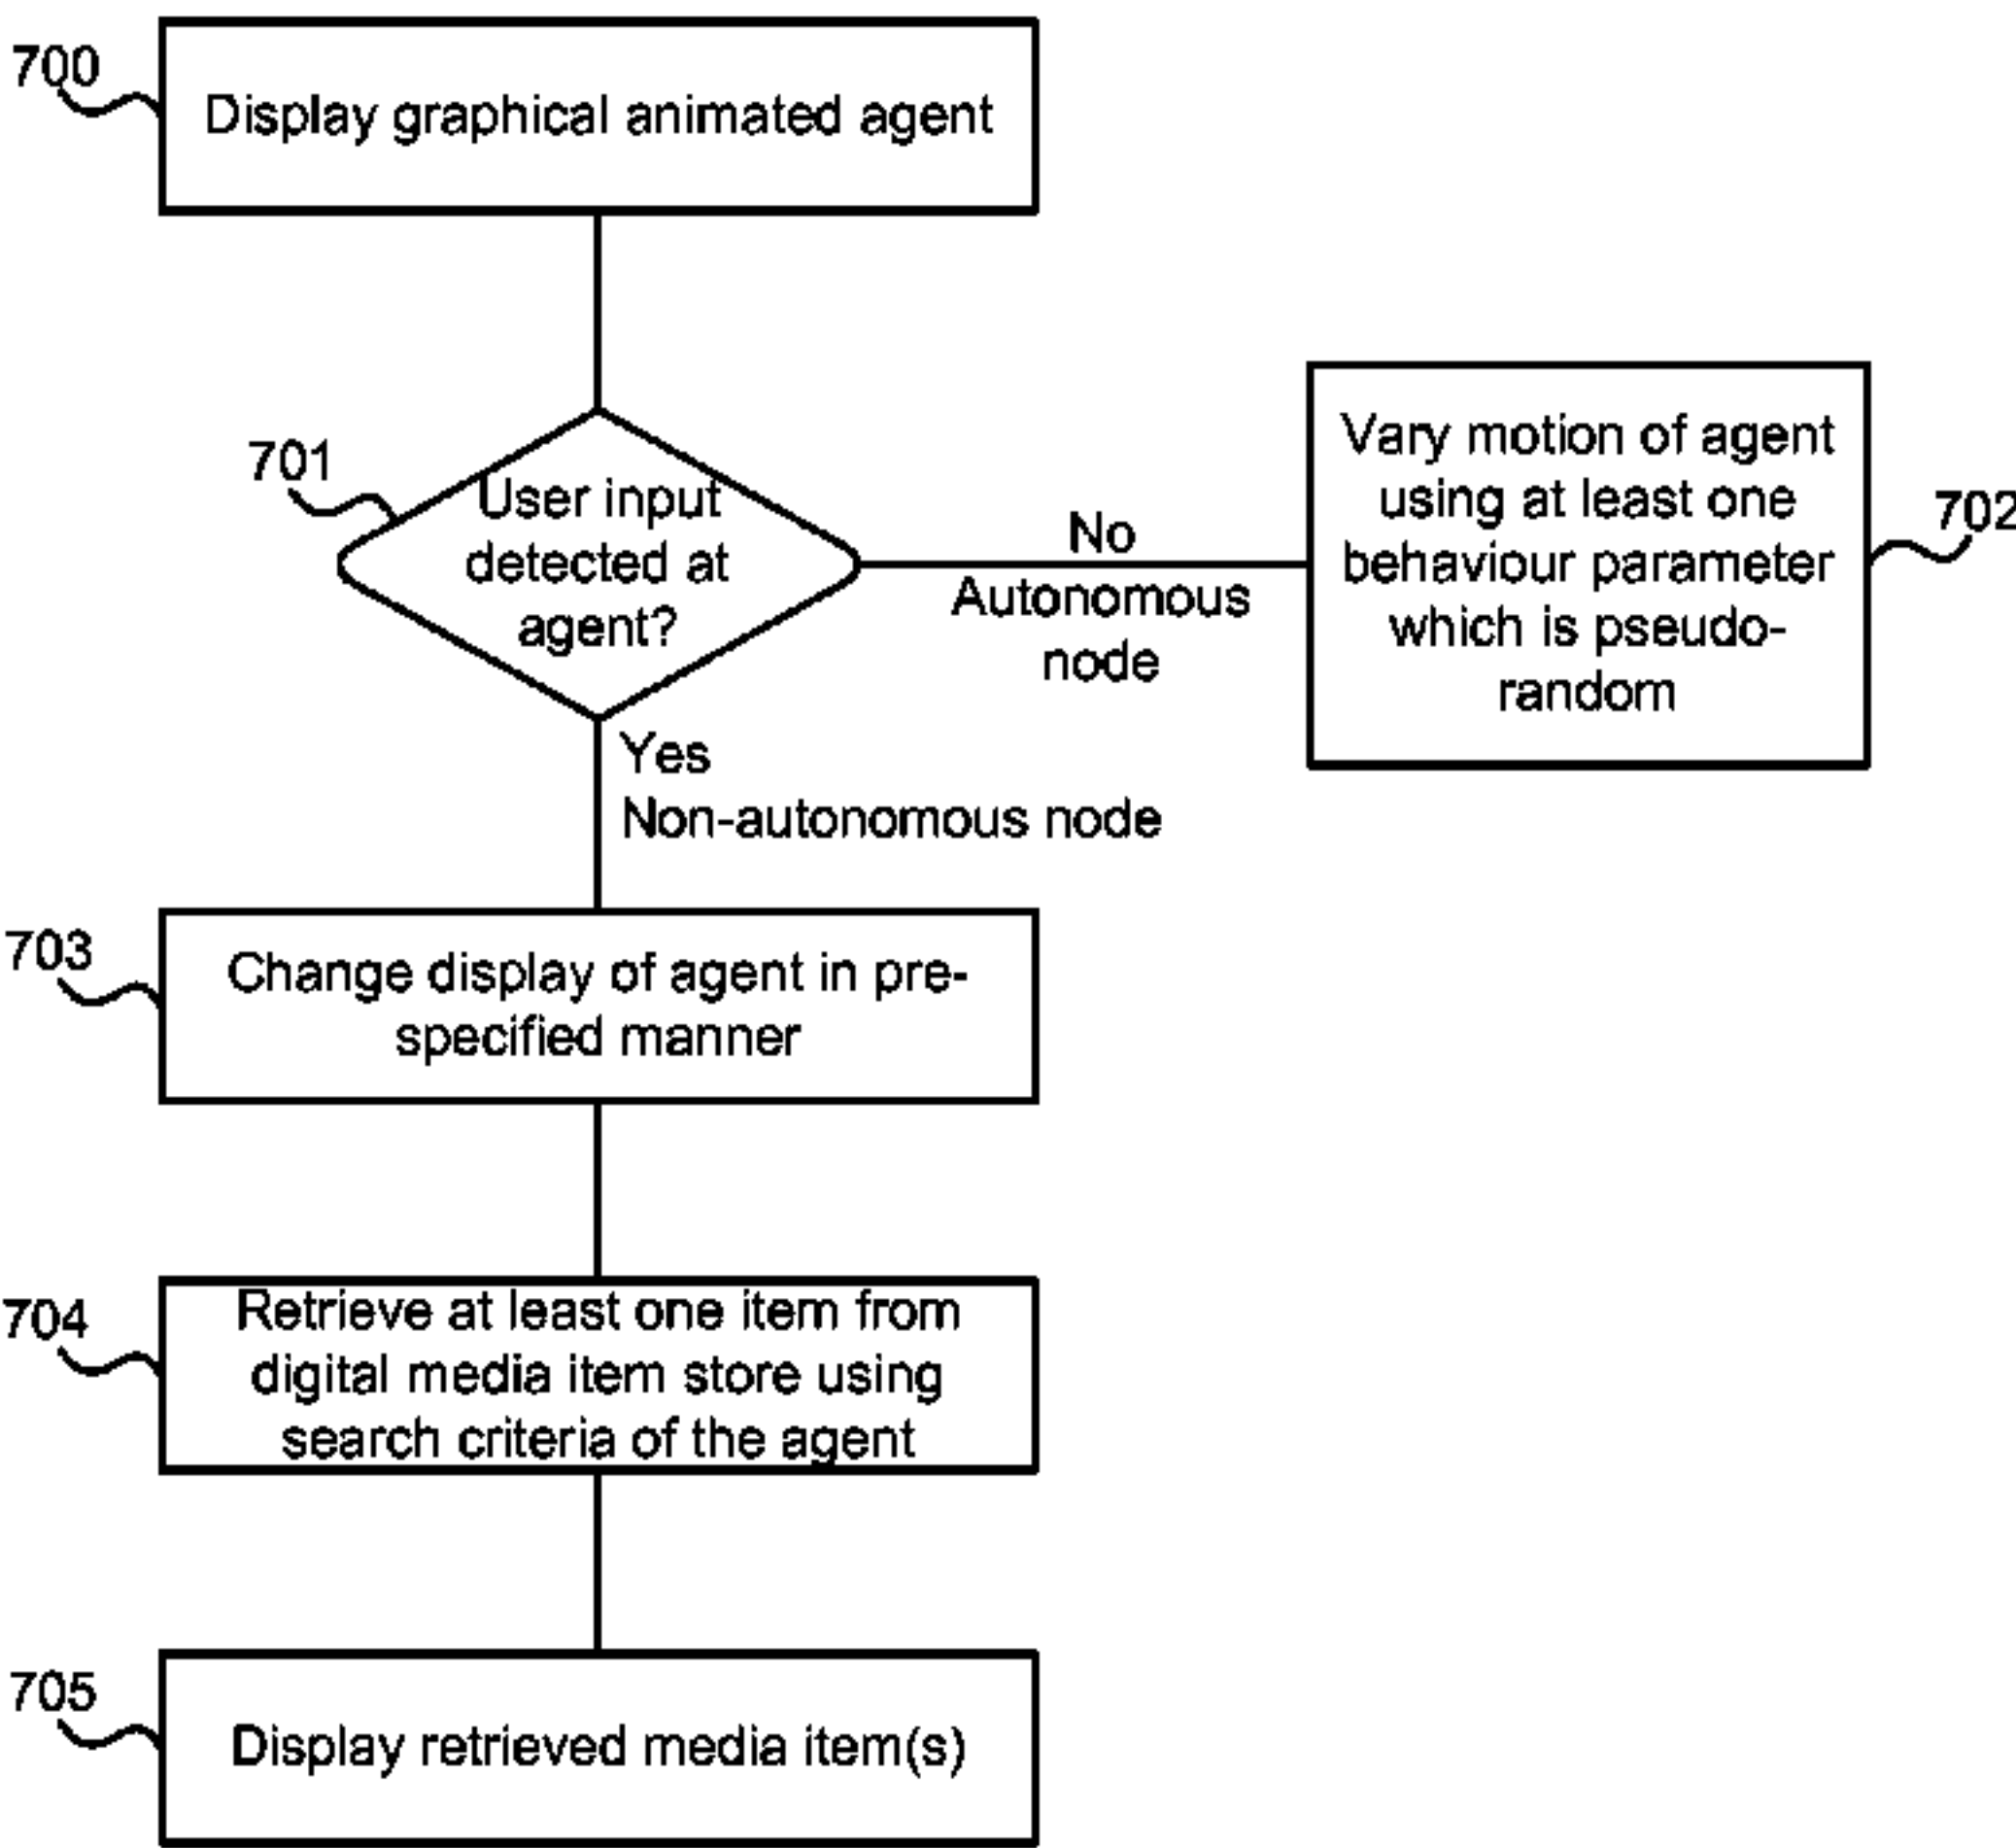 700
Display graphical animated agent
701
User input
detected at
agent?
No
Autonomous
node
Vary motion of agent
using at least one
behaviour parameter
which is pseudo-
random
702
Yes
Non-autonomous node
703
Change display of agent in pre-
specified manner
704
Retrieve at least one item from
digital media item store using
search criteria of the agent
705
Display retrieved media item(s)